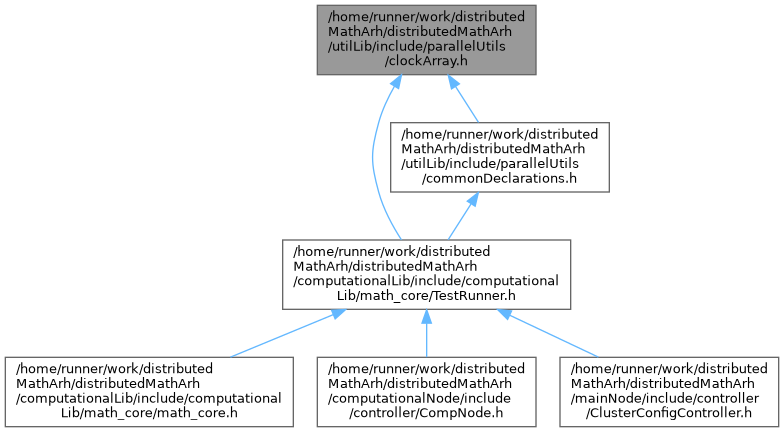 /home/runner/work/distributed
MathArh/distributedMathArh
/utilLib/include/parallelUtils
/clockArray.h
/home/runner/work/distributed
MathArh/distributedMathArh
/utilLib/include/parallelUtils
/commonDeclarations.h
/home/runner/work/distributed
MathArh/distributedMathArh
/computationalLib/include/computational
Lib/math_core/TestRunner.h
/home/runner/work/distributed
MathArh/distributedMathArh
/computationalLib/include/computational
Lib/math_core/math_core.h
/home/runner/work/distributed
MathArh/distributedMathArh
/computationalNode/include
/controller/CompNode.h
/home/runner/work/distributed
MathArh/distributedMathArh
/mainNode/include/controller
/ClusterConfigController.h